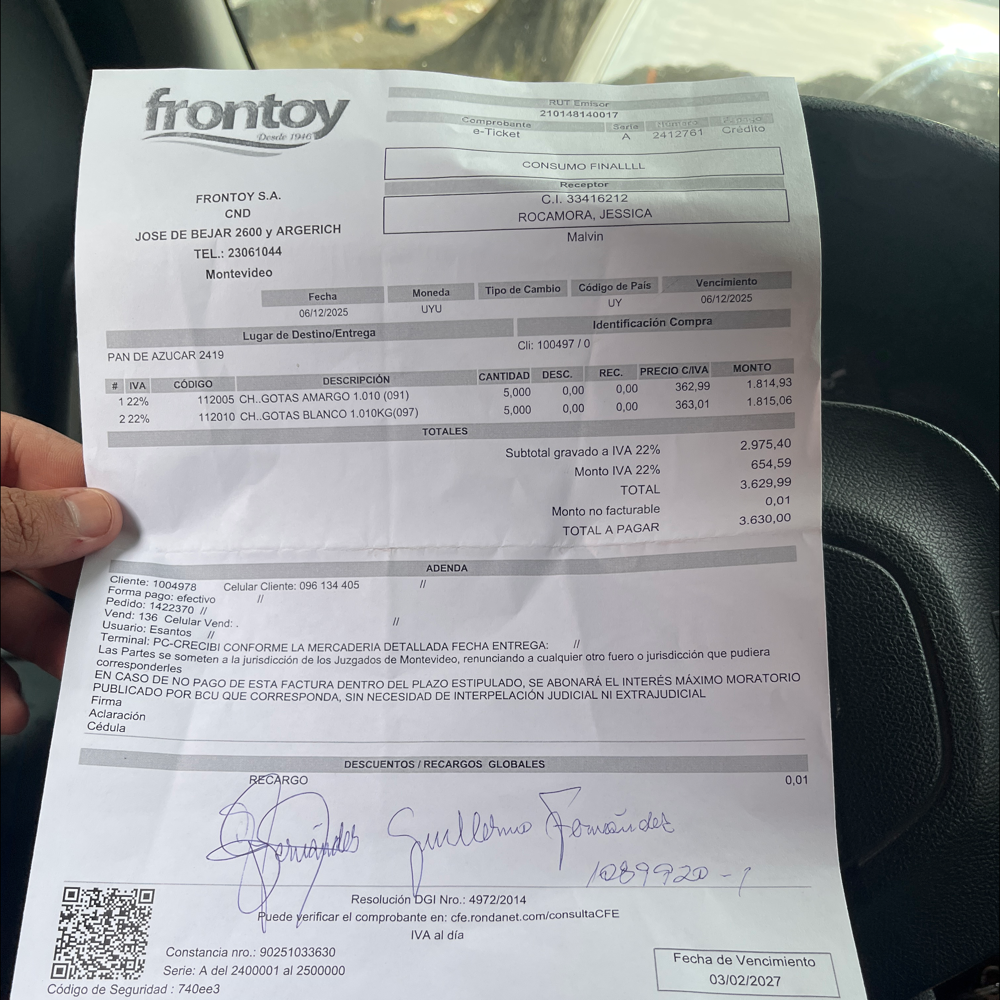 frontoy
Desde 1946
RUT Emisor
210148140017
Comprobante Serie Número Pago
e-Ticket A 2412761 Crédito
CONSUMO FINALLLL
Receptor
C.I. 33416212
ROCAMORA, JESSICA
Malvin
FRONTOY S.A.
CND
JOSE DE BEJAR 2600 y ARGERICH
TEL.: 23061044
Montevideo
Fecha Moneda Tipo de Cambio Código de País Vencimiento
06/12/2025 UYU UY 06/12/2025
Lugar de Destino/Entrega Identificación Compra
PAN DE AZUCAR 2419 Cli: 100497 / 0
# IVA CÓDIGO DESCRIPCIÓN CANTIDAD DESC. REC. PRECIO C/IVA MONTO
1 22% 112005 CH..GOTAS AMARGO 1.010 (091) 5,000 0,00 0,00 362,99 1.814,93
2 22% 112010 CH..GOTAS BLANCO 1.010KG(097) 5,000 0,00 0,00 363,01 1.815,06
TOTALES
Subtotal gravado a IVA 22% 2.975,40
Monto IVA 22% 654,59
TOTAL 3.629,99
Monto no facturable 0,01
TOTAL A PAGAR 3.630,00
ADENDA
Cliente: 1004978 Celular Cliente: 096 134 405 //
Forma pago: efectivo //
Pedido: 1422370 //
Vend: 136 Celular Vend: . //
Usuario: Esantos //
Terminal: PC-CRECIBI CONFORME LA MERCADERIA DETALLADA FECHA ENTREGA: //
Las Partes se someten a la jurisdicción de los Juzgados de Montevideo, renunciando a cualquier otro fuero o jurisdicción que pudiera
corresponderles
EN CASO DE NO PAGO DE ESTA FACTURA DENTRO DEL PLAZO ESTIPULADO, SE ABONARÁ EL INTERÉS MÁXIMO MORATORIO
PUBLICADO POR BCU QUE CORRESPONDA, SIN NECESIDAD DE INTERPELACIÓN JUDICIAL NI EXTRAJUDICIAL
Firma
Aclaración
Cédula
DESCUENTOS / RECARGOS GLOBALES
RECARGO 0,01
Fernández Guillermo Fernández
1289920-1
Resolución DGI Nro.: 4972/2014
Puede verificar el comprobante en: cfe.rondanet.com/consultaCFE
IVA al día
Constancia nro.: 90251033630
Serie: A del 2400001 al 2500000
Código de Seguridad : 740ee3
Fecha de Vencimiento
03/02/2027